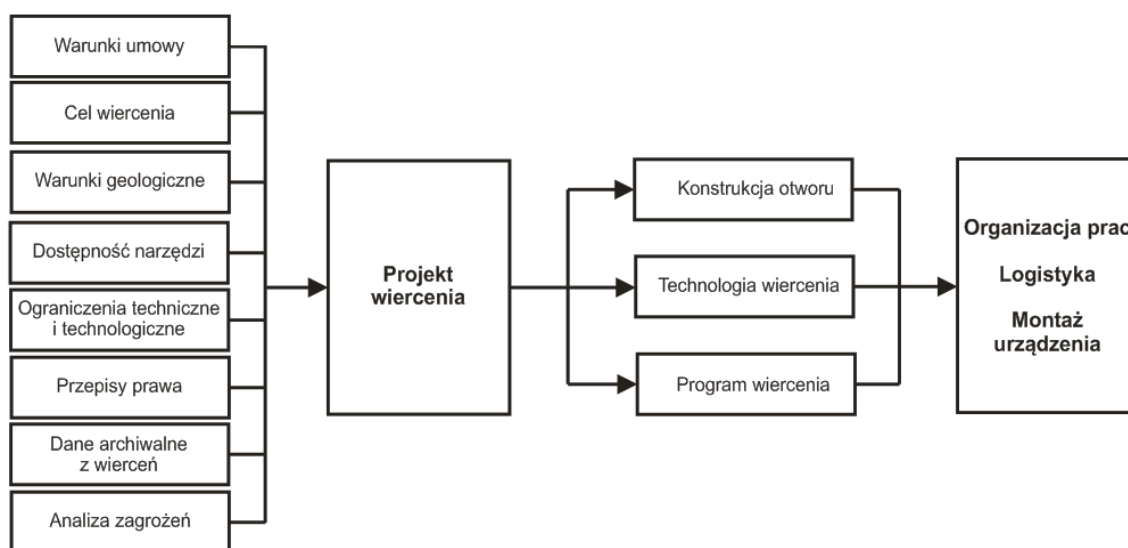 Warunki umowy
Cel wiercenia
Warunki geologiczne
Dostępność narzędzi
Ograniczenia techniczne
i technologiczne
Przepisy prawa
Dane archiwalne
z wierceń
Analiza zagrożeń
Projekt
wiercenia
Konstrukcja otworu
Technologia wiercenia
Program wiercenia
Organizacja prac
Logistyka
Montaż
urządzenia